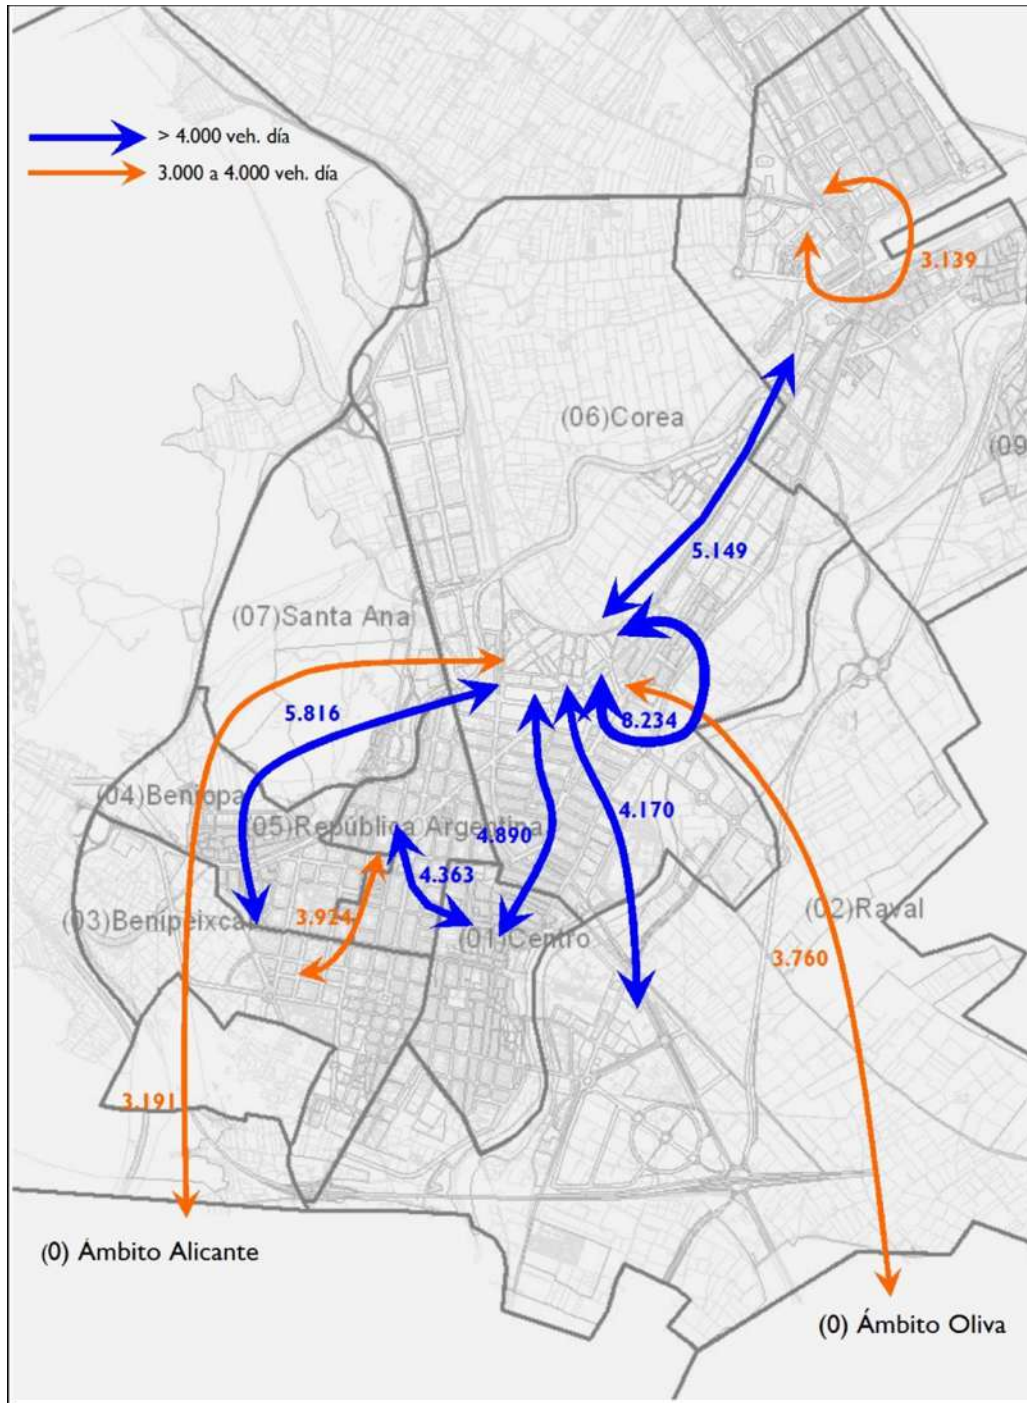 > 4.000 veh. día
3.000 a 4.000 veh. día
3.139
(06)Corea
(09
5.149
(07)Santa Ana
5.816
8.234
(04)Beniopa
4.170
(05)República Argentina
4.890
4.363
(03)Benipeixcar
3.924
(02)Raval
(01)Centro
3.760
3.191
(0) Ámbito Alicante
(0) Ámbito Oliva